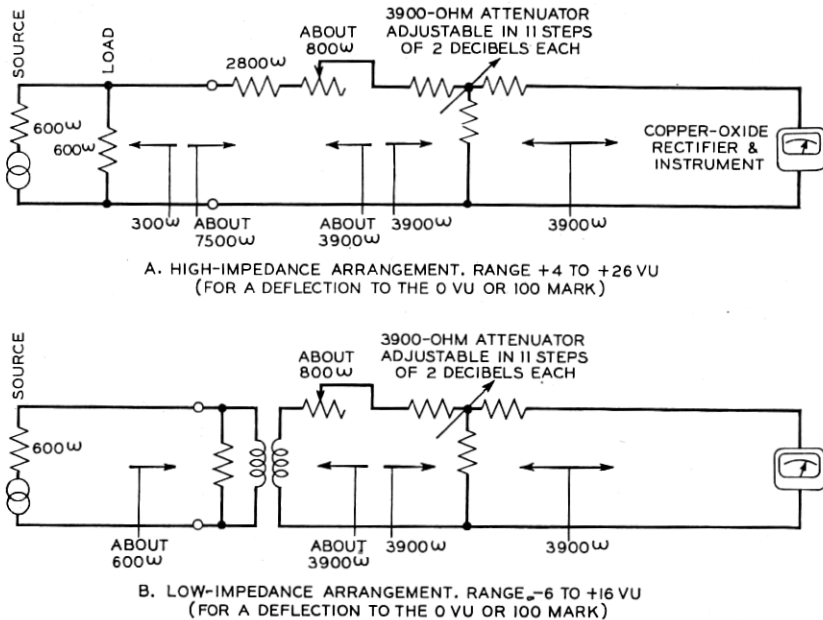 SOURCE
LOAD
600ω
600ω
2800ω
ABOUT
800ω
3900-OHM ATTENUATOR
ADJUSTABLE IN 11 STEPS
OF 2 DECIBELS EACH
COPPER-OXIDE
RECTIFIER &
INSTRUMENT
300ω
ABOUT
7500ω
ABOUT
3900ω
3900ω
3900ω
A. HIGH-IMPEDANCE ARRANGEMENT. RANGE +4 TO +26 VU
(FOR A DEFLECTION TO THE 0 VU OR 100 MARK)
SOURCE
600ω
ABOUT
800ω
3900-OHM ATTENUATOR
ADJUSTABLE IN 11 STEPS
OF 2 DECIBELS EACH
ABOUT
600ω
ABOUT
3900ω
3900ω
3900ω
B. LOW-IMPEDANCE ARRANGEMENT. RANGE -6 TO +16 VU
(FOR A DEFLECTION TO THE 0 VU OR 100 MARK)